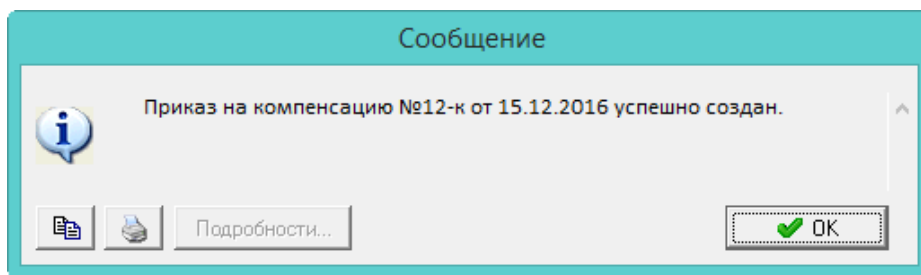 Сообщение
Приказ на компенсацию №12-к от 15.12.2016 успешно создан.
Подробности...
OK